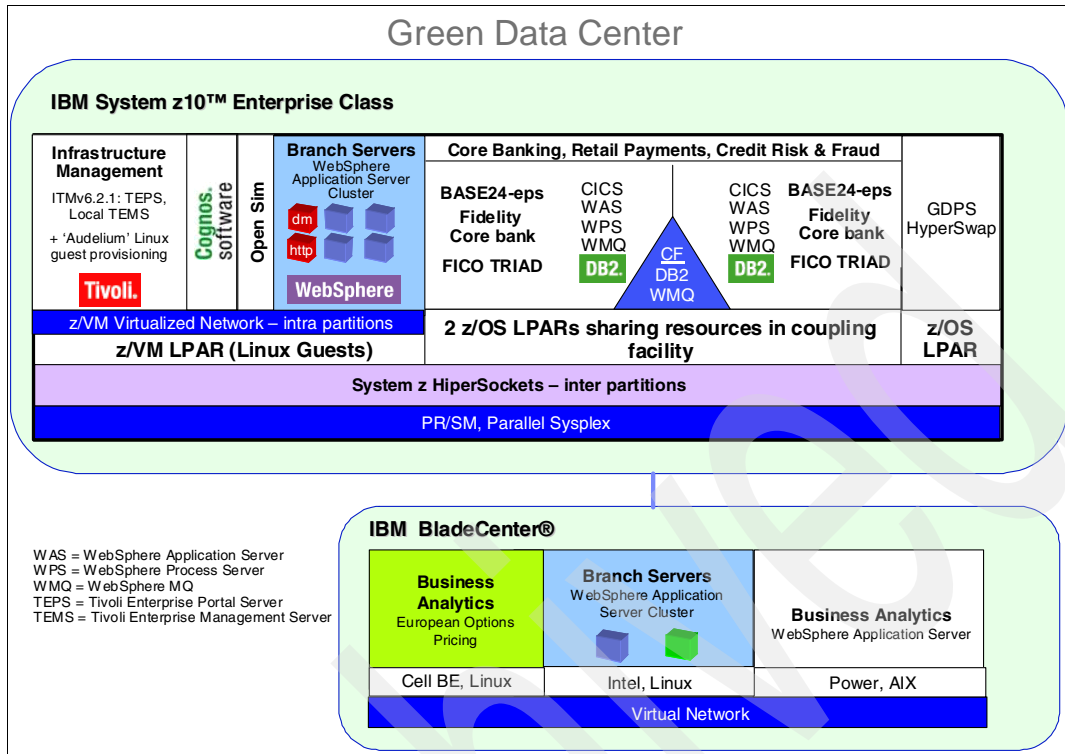 Green Data Center
IBM System z10™ Enterprise Class
Infrastructure
Management
ITMv6.2.1: TEPS,
Local TEMS
+ ‘Audelium’ Linux
guest provisioning
Tivoli.
Cognos.
software
Open Sim
Branch Servers
WebSphere
Application Server
Cluster
dm
http
WebSphere
Core Banking, Retail Payments, Credit Risk & Fraud
BASE24-eps
Fidelity
Core bank
FICO TRIAD
CICS
WAS
WPS
WMQ
DB2.
CF
DB2
WMQ
CICS
WAS
WPS
WMQ
DB2.
BASE24-eps
Fidelity
Core bank
FICO TRIAD
GDPS
HyperSwap
z/VM Virtualized Network – intra partitions
z/VM LPAR (Linux Guests)
2 z/OS LPARs sharing resources in coupling
facility
z/OS
LPAR
System z HiperSockets – inter partitions
PR/SM, Parallel Sysplex
WAS = WebSphere Application Server
WPS = WebSphere Process Server
WMQ = WebSphere MQ
TEPS = Tivoli Enterprise Portal Server
TEMS = Tivoli Enterprise Management Server
IBM BladeCenter®
Business
Analytics
European Options
Pricing
Branch Servers
WebSphere Application
Server Cluster
Business Analytics
WebSphere Application Server
Cell BE, Linux
Intel, Linux
Power, AIX
Virtual Network